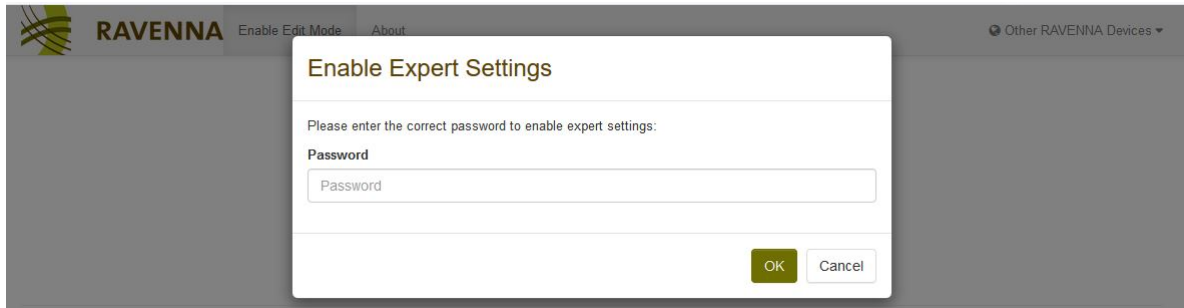 RAVENNA Enable Edit Mode About Other RAVENNA Devices
Enable Expert Settings
Please enter the correct password to enable expert settings:
Password
Password
OK Cancel